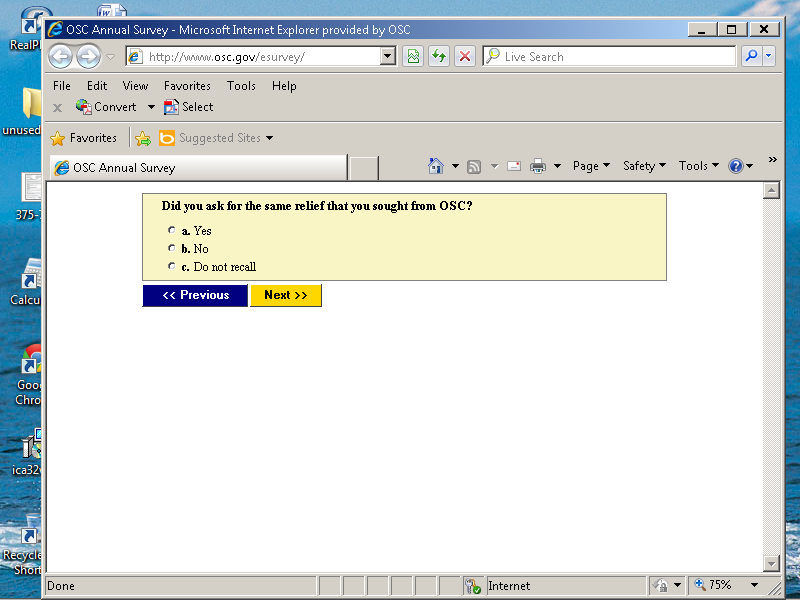 RealP
OSC Annual Survey - Microsoft Internet Explorer provided by OSC
http://www.osc.gov/esurvey/
Live Search
File Edit View Favorites Tools Help
x Convert Select
unused
Favorites Suggested Sites
OSC Annual Survey
Page Safety Tools
375-
Did you ask for the same relief that you sought from OSC?
a. Yes
b. No
c. Do not recall
<< Previous Next >>
Calcu
Goo
Chro
ica32
Recycle
Short
Done Internet 75%